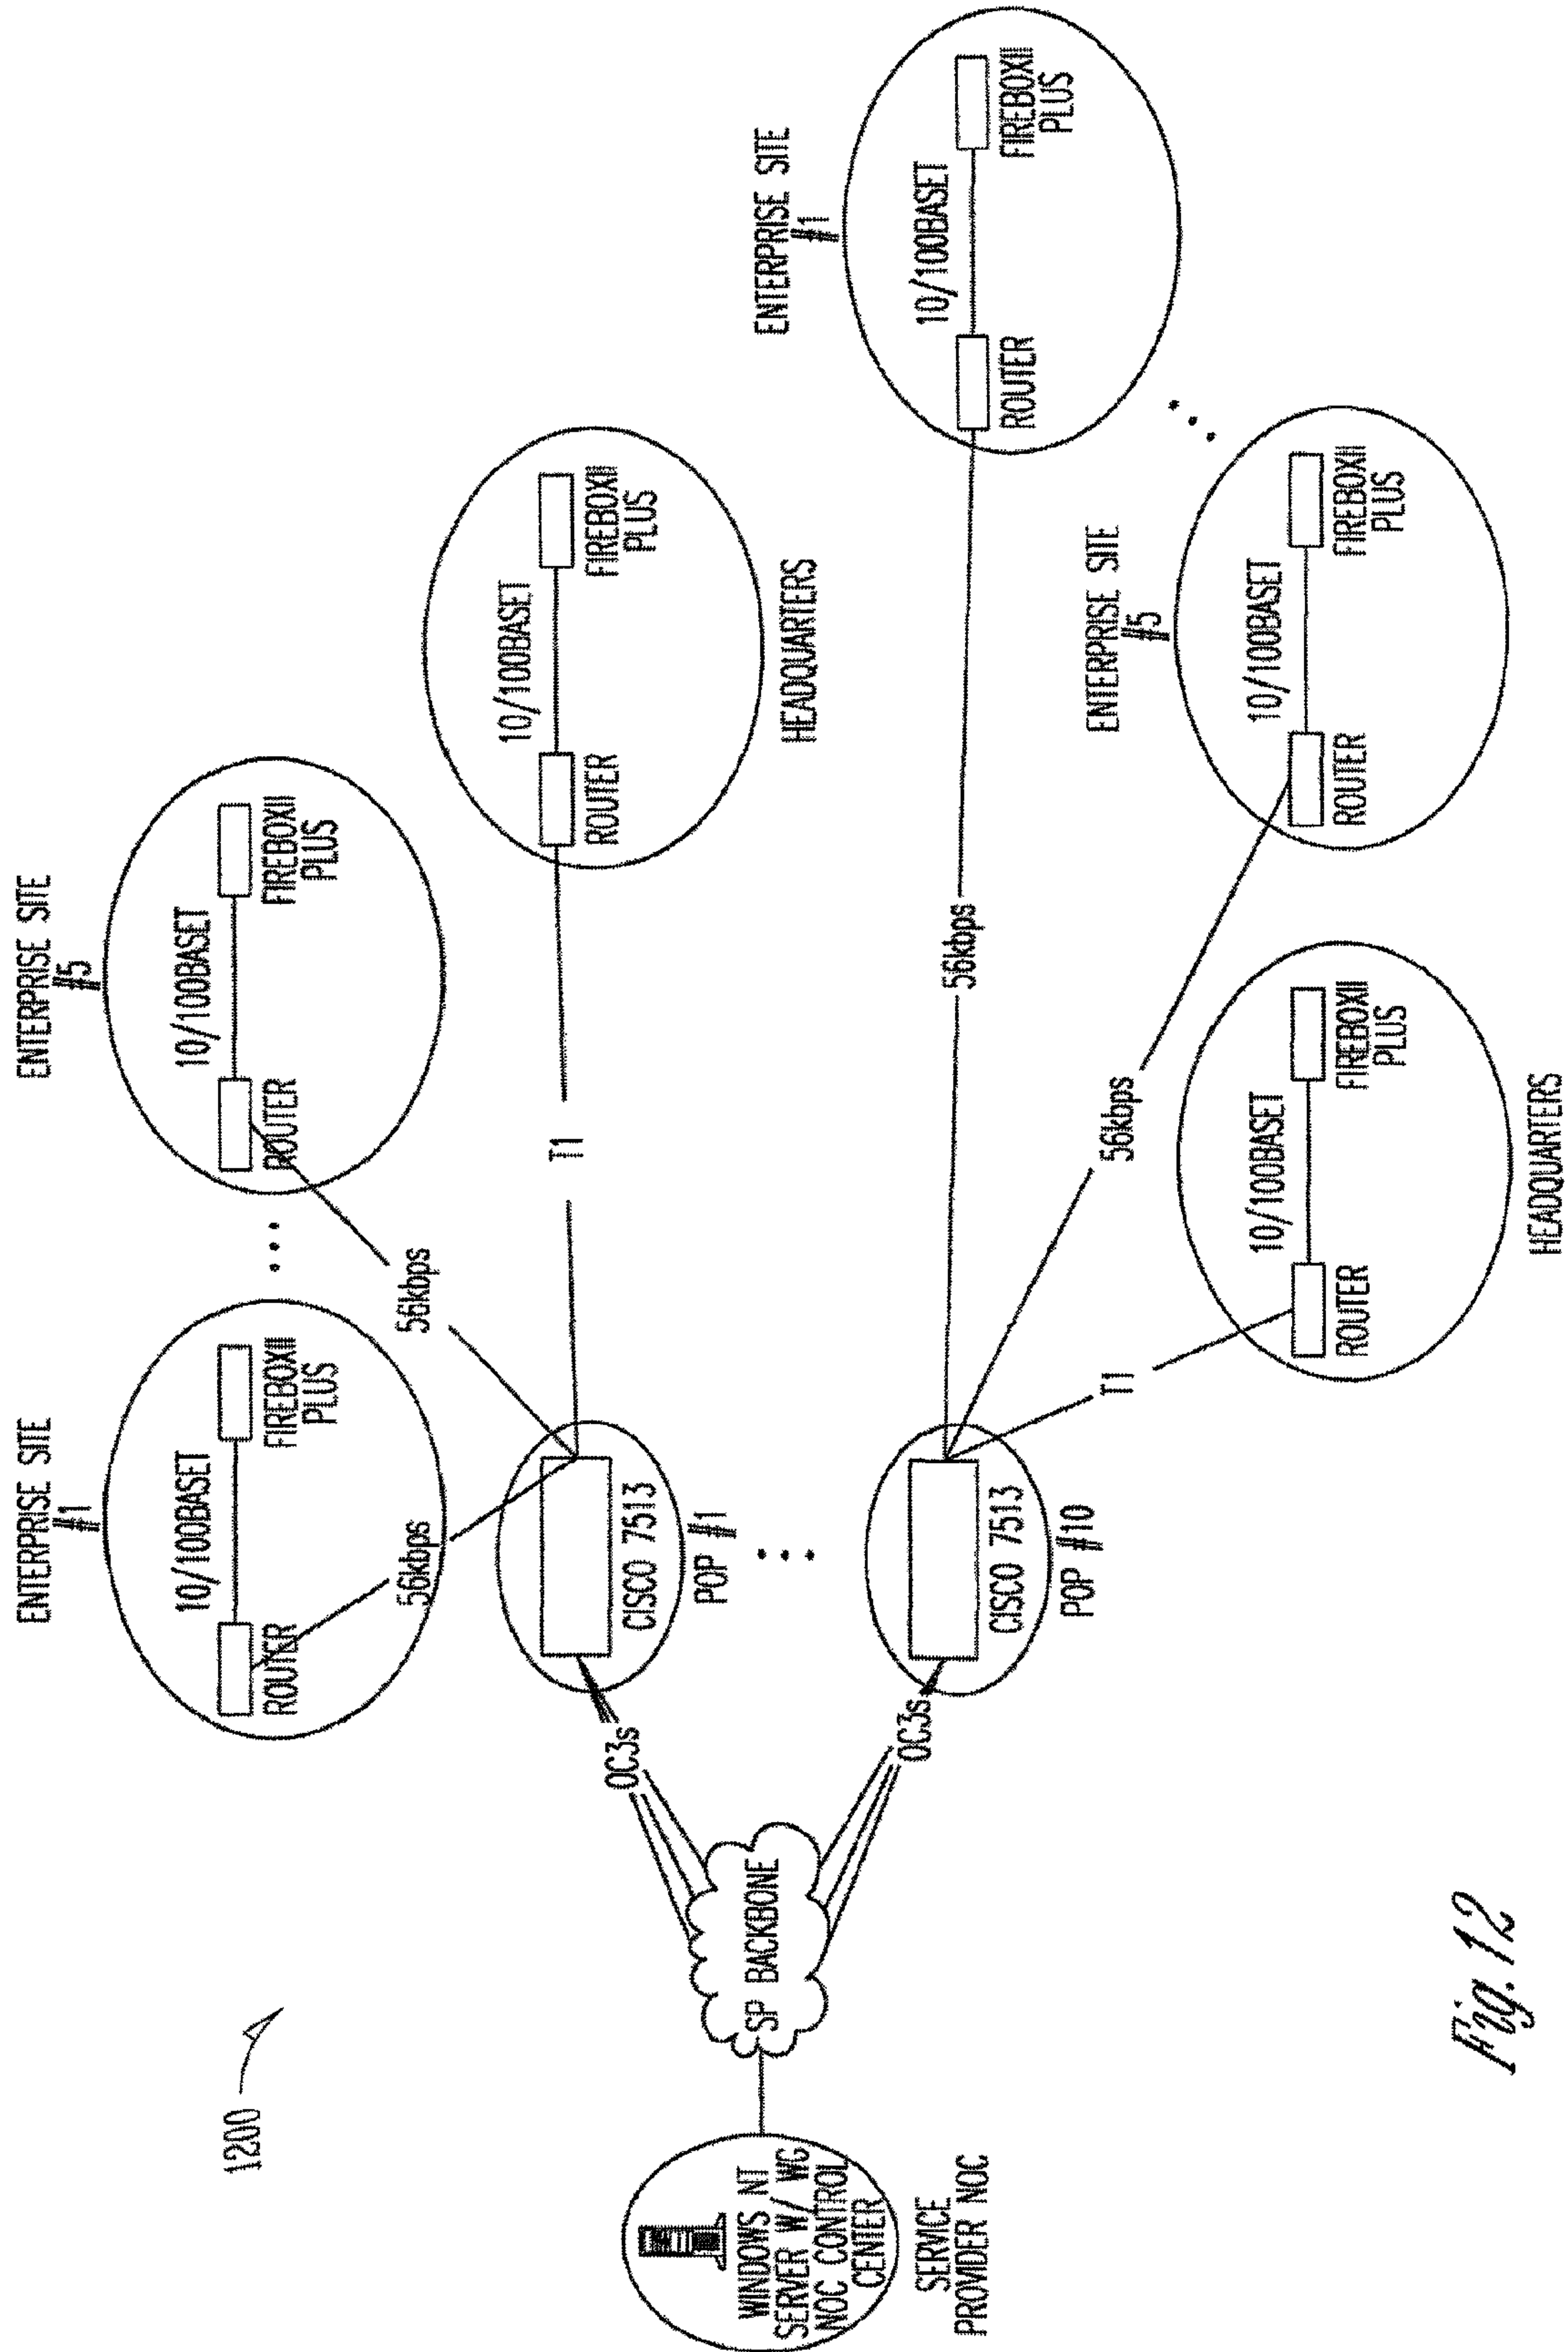 1200
ENTERPRISE SITE
#1
10/100BASET
ROUTER
FIREBOXII
PLUS
56kbps
...
ENTERPRISE SITE
#5
10/100BASET
ROUTER
FIREBOXII
PLUS
56kbps
10/100BASET
ROUTER
FIREBOXII
PLUS
HEADQUARTERS
T1
CISCO 7513
POP #1
OC3s
WINDOWS NT
SERVER W/ WG
NOC CONTROL
CENTER
SERVICE
PROVIDER NOC
SP BACKBONE
OC3s
CISCO 7513
POP #10
56kbps
ENTERPRISE SITE
#1
10/100BASET
ROUTER
FIREBOXII
PLUS
...
56kbps
ENTERPRISE SITE
#5
10/100BASET
ROUTER
FIREBOXII
PLUS
T1
10/100BASET
ROUTER
FIREBOXII
PLUS
HEADQUARTERS
Fig. 12